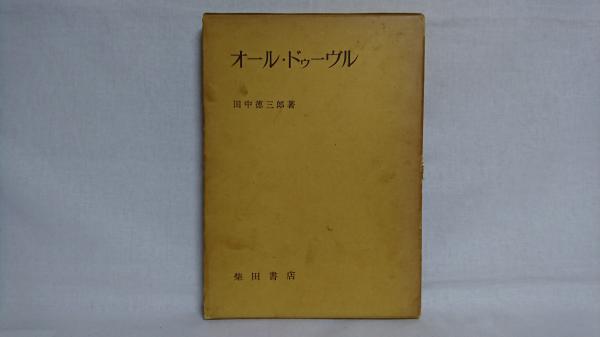 オール・ドゥーヴル
田中徳三郎著
柴田書店